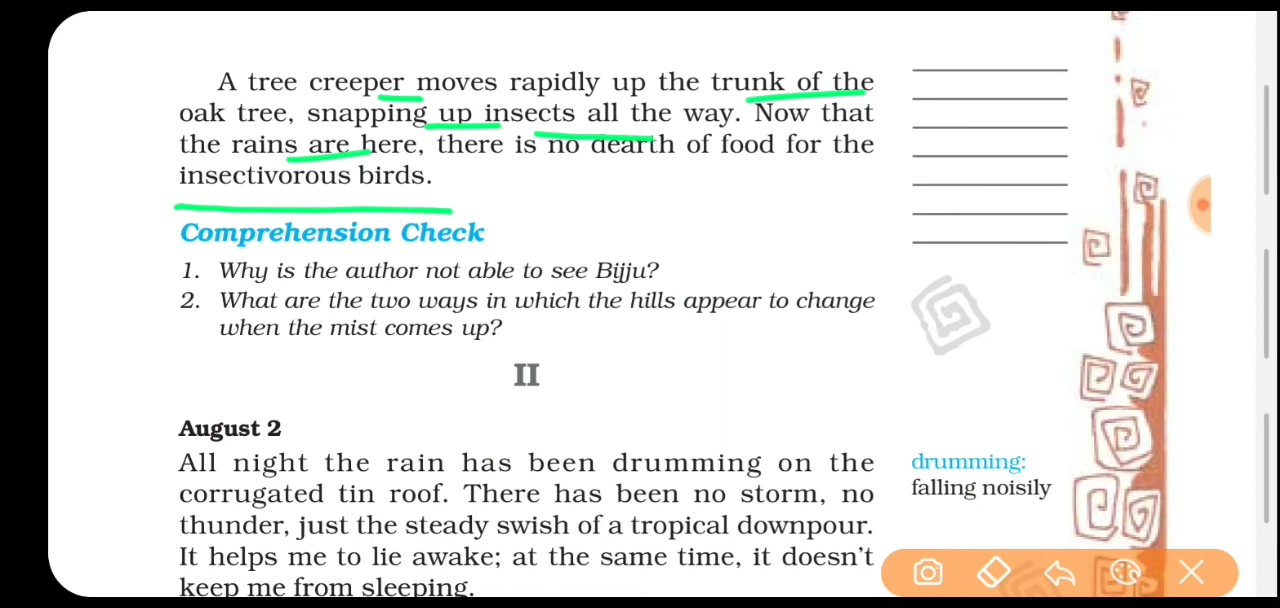 A tree creeper moves rapidly up the trunk of the
oak tree, snapping up insects all the way. Now that
the rains are here, there is no dearth of food for the
insectivorous birds.
Comprehension Check
1. Why is the author not able to see Bijju?
2. What are the two ways in which the hills appear to change
when the mist comes up?
II
August 2
All night the rain has been drumming on the
corrugated tin roof. There has been no storm, no
thunder, just the steady swish of a tropical downpour.
It helps me to lie awake; at the same time, it doesn't
keep me from sleeping.
drumming:
falling noisily